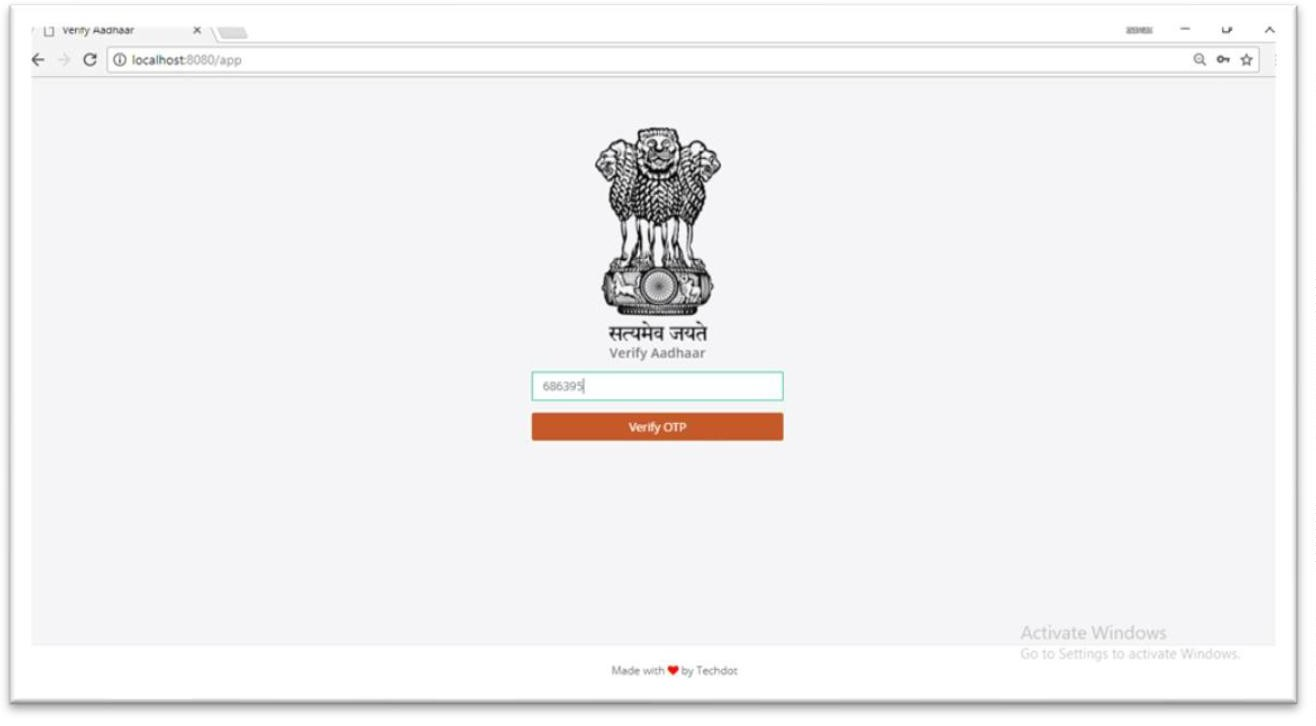 Verify Aadhaar
localhost:8080/app
सत्यमेव जयते
Verify Aadhaar
686395
Verify OTP
Activate Windows
Go to Settings to activate Windows.
Made with ❤ by Techdot